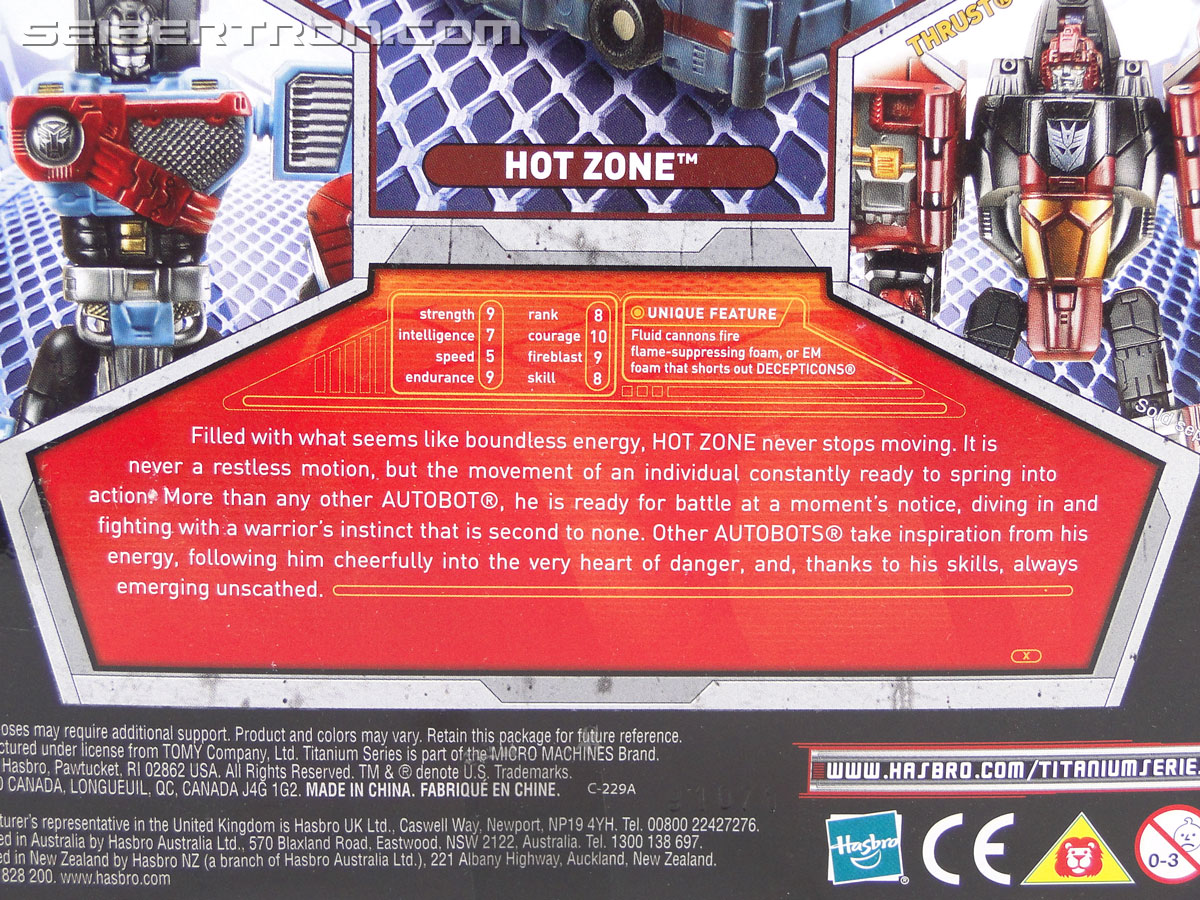 SEIBERTRON.COM
THRUST®
HOT ZONE™
strength 9 rank 8
intelligence 7 courage 10
speed 5 fireblast 9
endurance 9 skill 8
UNIQUE FEATURE
Fluid cannons fire
flame-suppressing foam, or EM
foam that shorts out DECEPTICONS®
Sold
Filled with what seems like boundless energy, HOT ZONE never stops moving. It is
never a restless motion, but the movement of an individual constantly ready to spring into
action. More than any other AUTOBOT®, he is ready for battle at a moment's notice, diving in and
fighting with a warrior's instinct that is second to none. Other AUTOBOTS® take inspiration from his
energy, following him cheerfully into the very heart of danger, and, thanks to his skills, always
emerging unscathed.
X
oses may require additional support. Product and colors may vary. Retain this package for future reference.
ctured under license from TOMY Company, Ltd. Titanium Series is part of the MICRO MACHINES Brand.
Hasbro, Pawtucket, RI 02862 USA. All Rights Reserved. TM & ® denote U.S. Trademarks.
O CANADA, LONGUEUIL, QC, CANADA J4G 1G2. MADE IN CHINA. FABRIQUÉ EN CHINE. C-229A
WWW.HASBRO.COM/TITANIUMSERIE
turer's representative in the United Kingdom is Hasbro UK Ltd., Caswell Way, Newport, NP19 4YH. Tel. 00800 22427276.
ed in Australia by Hasbro Australia Ltd., 570 Blaxland Road, Eastwood, NSW 2122, Australia. Tel. 1300 138 697.
ed in New Zealand by Hasbro NZ (a branch of Hasbro Australia Ltd.), 221 Albany Highway, Auckland, New Zealand.
828 200. www.hasbro.com
Hasbro
CE
0-3